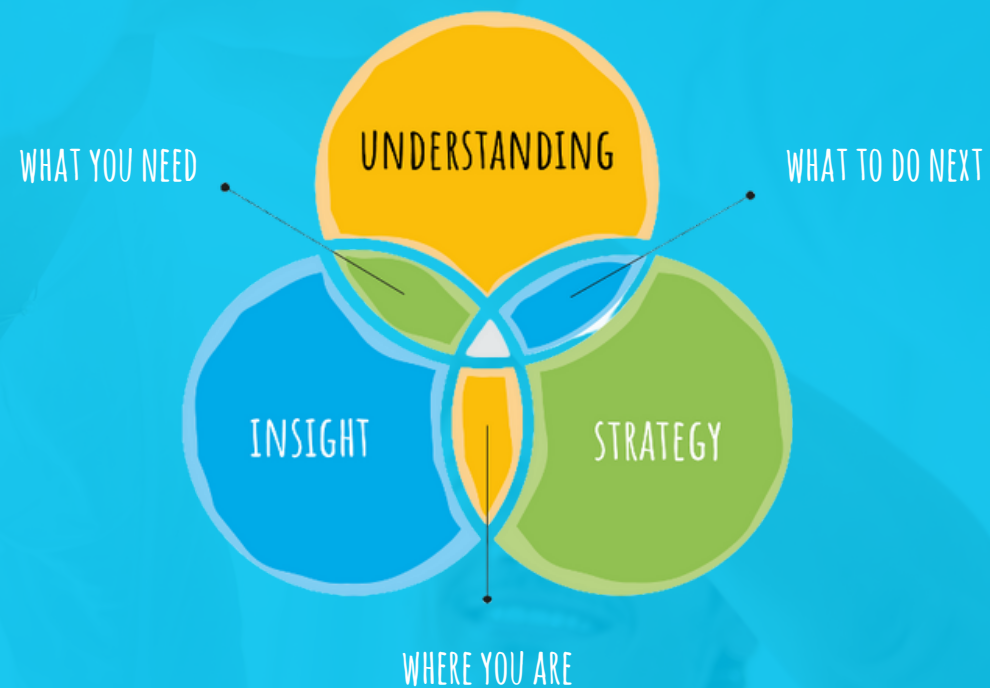 UNDERSTANDING
WHAT YOU NEED
WHAT TO DO NEXT
INSIGHT
STRATEGY
WHERE YOU ARE